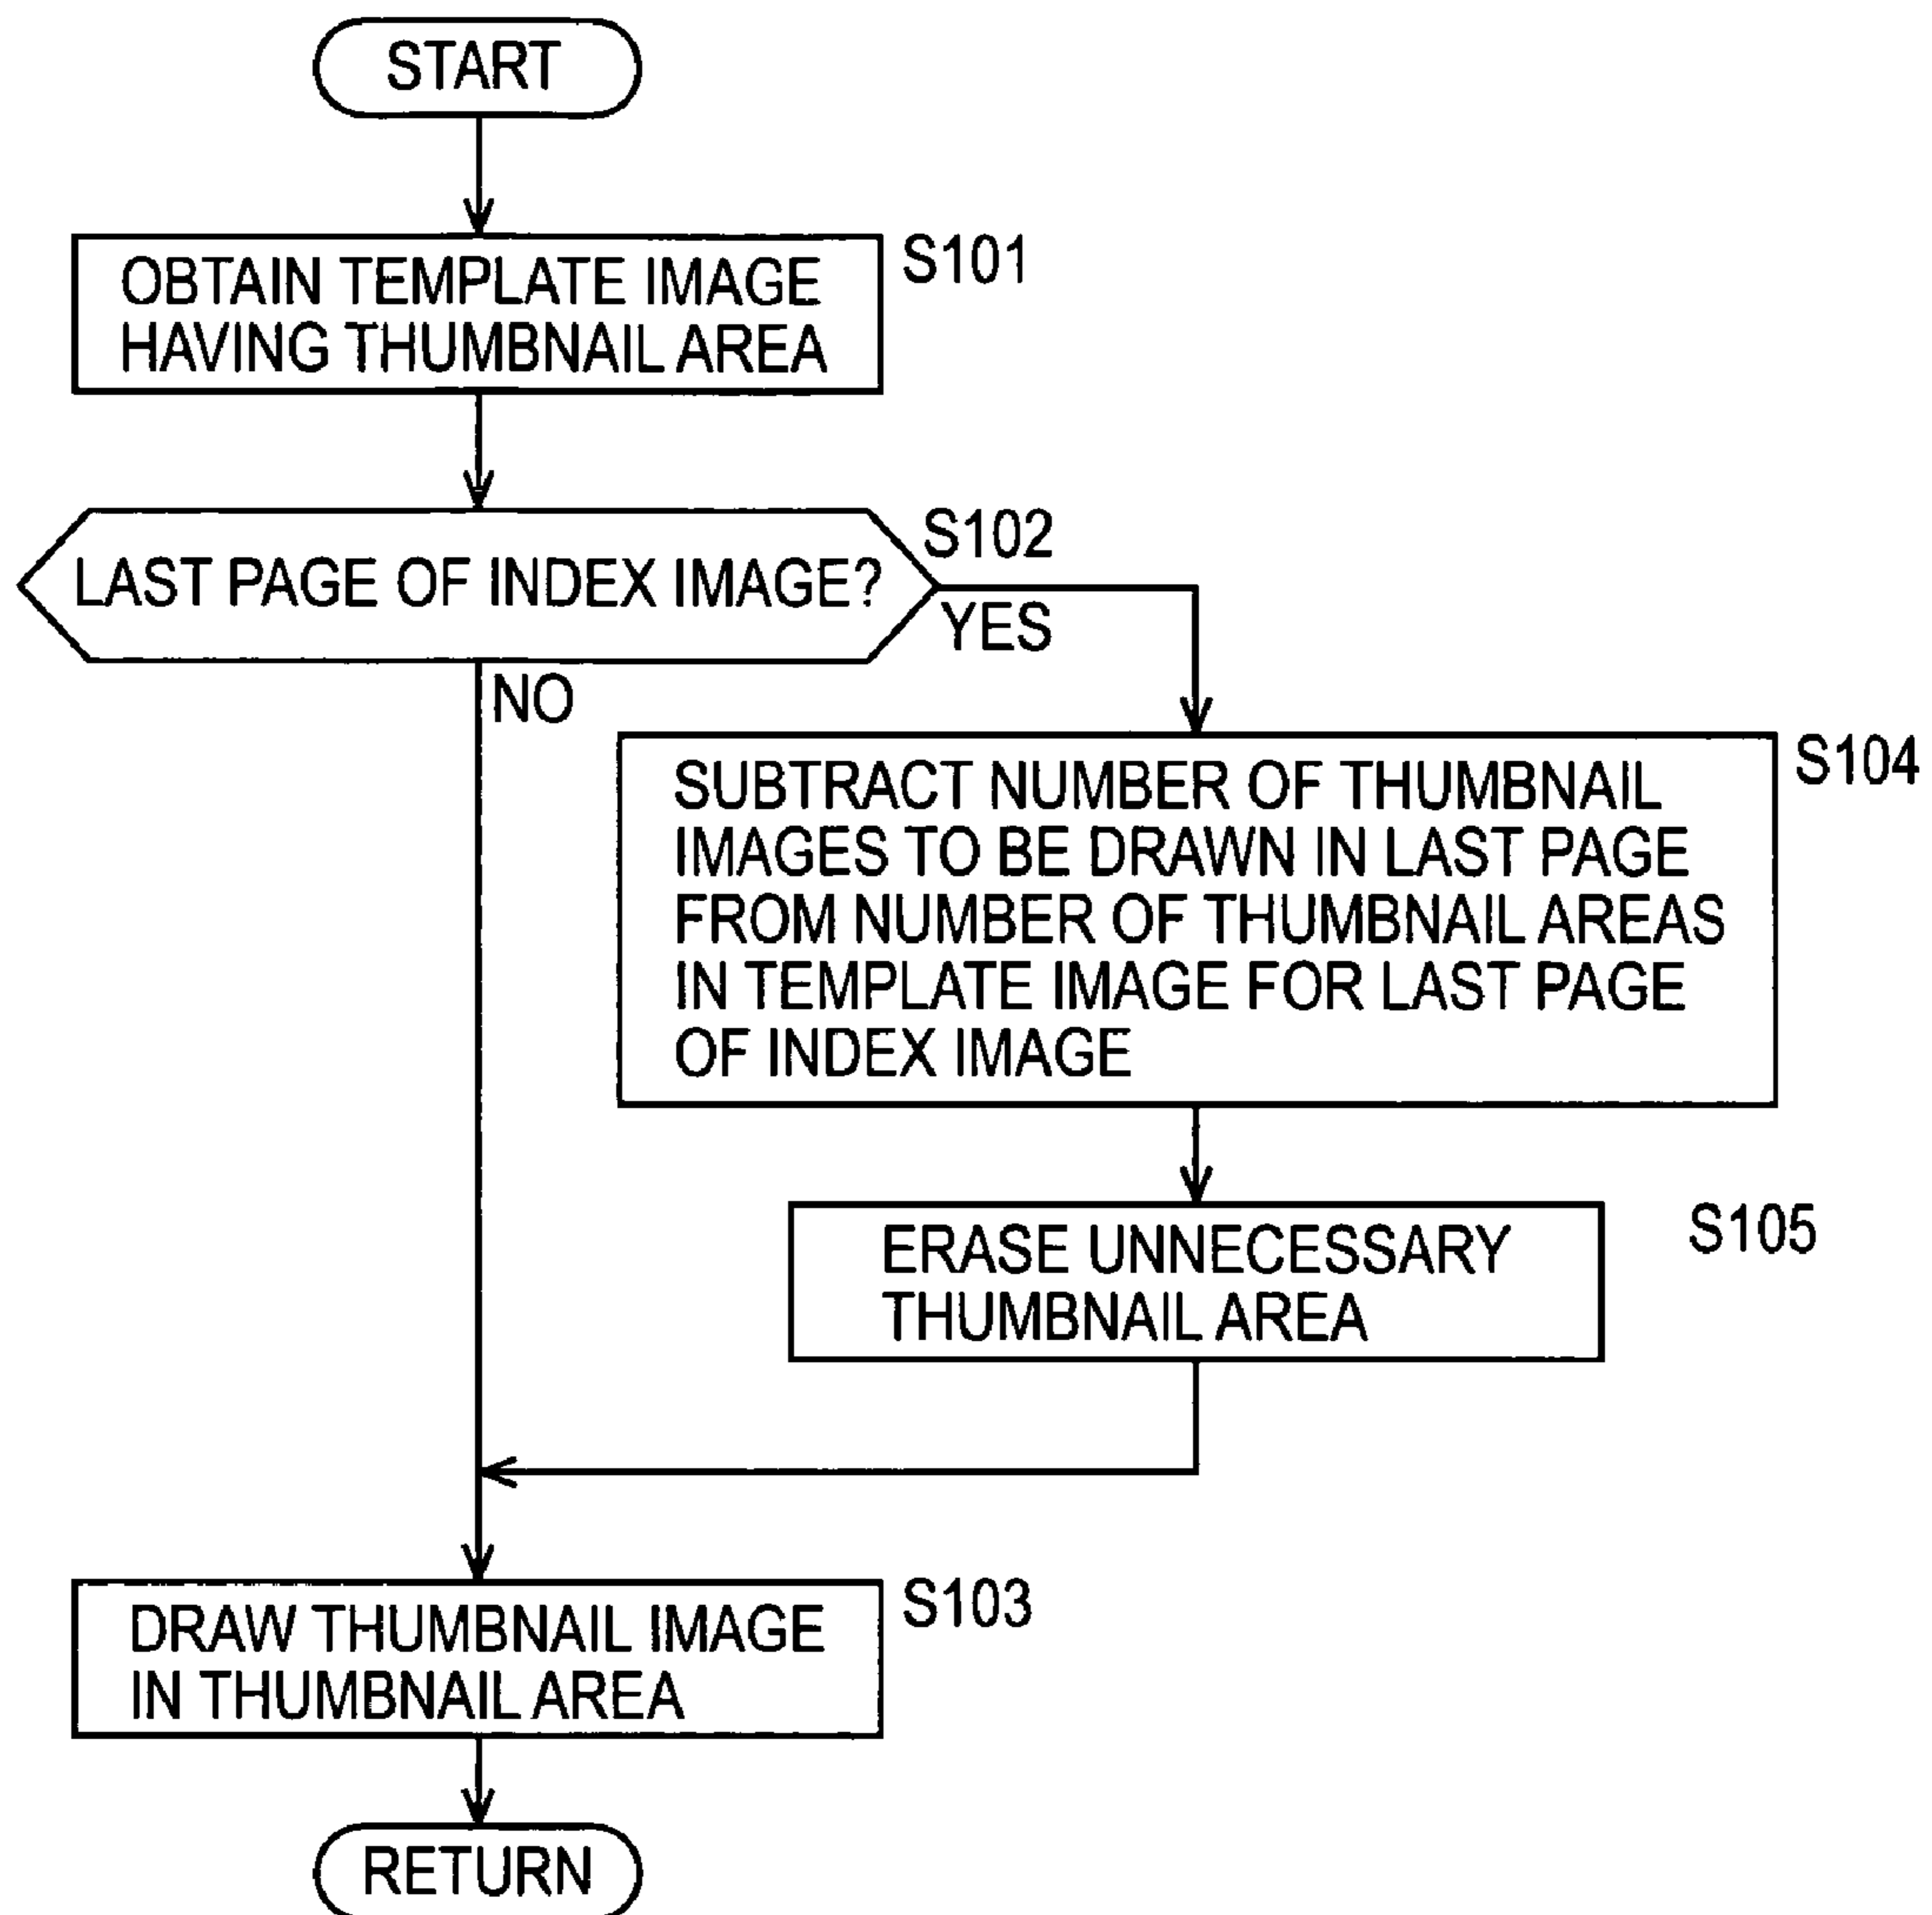 START
OBTAIN TEMPLATE IMAGE
HAVING THUMBNAIL AREA
S101
LAST PAGE OF INDEX IMAGE?
S102
YES
NO
SUBTRACT NUMBER OF THUMBNAIL
IMAGES TO BE DRAWN IN LAST PAGE
FROM NUMBER OF THUMBNAIL AREAS
IN TEMPLATE IMAGE FOR LAST PAGE
OF INDEX IMAGE
S104
ERASE UNNECESSARY
THUMBNAIL AREA
S105
DRAW THUMBNAIL IMAGE
IN THUMBNAIL AREA
S103
RETURN